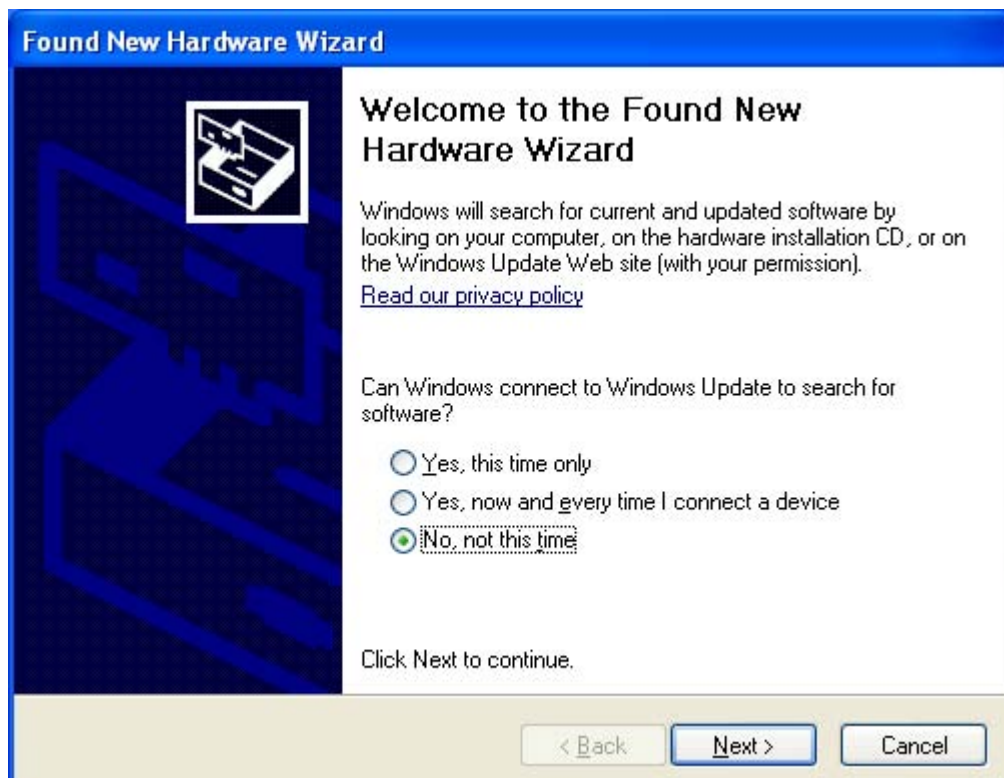 Found New Hardware Wizard
Welcome to the Found New
Hardware Wizard
Windows will search for current and updated software by
looking on your computer, on the hardware installation CD, or on
the Windows Update Web site (with your permission).
Read our privacy policy
Can Windows connect to Windows Update to search for
software?
Yes, this time only
Yes, now and every time I connect a device
No, not this time
Click Next to continue.
< Back
Next >
Cancel